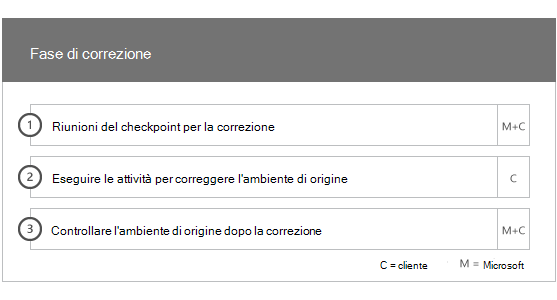 Fase di correzione
1 Riunioni del checkpoint per la correzione M+C
2 Eseguire le attività per correggere l'ambiente di origine C
3 Controllare l'ambiente di origine dopo la correzione M+C
C = cliente M = Microsoft